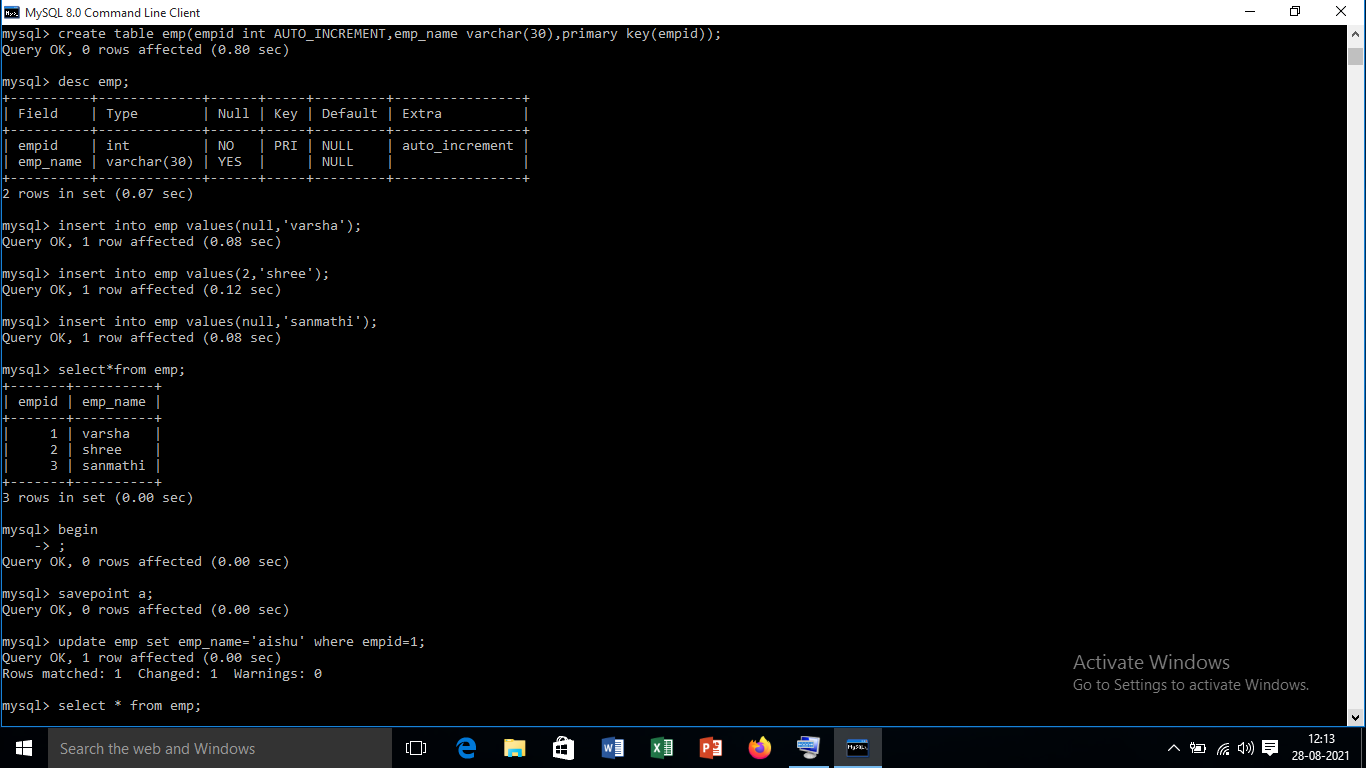 MySQL 8.0 Command Line Client
mysql> create table emp(empid int AUTO_INCREMENT,emp_name varchar(30),primary key(empid));
Query OK, 0 rows affected (0.80 sec)
mysql> desc emp;
+----------+-------------+------+-----+---------+----------------+
| Field    | Type        | Null | Key | Default | Extra          |
+----------+-------------+------+-----+---------+----------------+
| empid    | int         | NO   | PRI | NULL    | auto_increment |
| emp_name | varchar(30) | YES  |     | NULL    |                |
+----------+-------------+------+-----+---------+----------------+
2 rows in set (0.07 sec)
mysql> insert into emp values(null,'varsha');
Query OK, 1 row affected (0.08 sec)
mysql> insert into emp values(2,'shree');
Query OK, 1 row affected (0.12 sec)
mysql> insert into emp values(null,'sanmathi');
Query OK, 1 row affected (0.08 sec)
mysql> select*from emp;
+-------+----------+
| empid | emp_name |
+-------+----------+
|     1 | varsha   |
|     2 | shree    |
|     3 | sanmathi |
+-------+----------+
3 rows in set (0.00 sec)
mysql> begin
    -> ;
Query OK, 0 rows affected (0.00 sec)
mysql> savepoint a;
Query OK, 0 rows affected (0.00 sec)
mysql> update emp set emp_name='aishu' where empid=1;
Query OK, 1 row affected (0.00 sec)
Rows matched: 1  Changed: 1  Warnings: 0
mysql> select * from emp;
Activate Windows
Go to Settings to activate Windows.
Search the web and Windows
12:13
28-08-2021